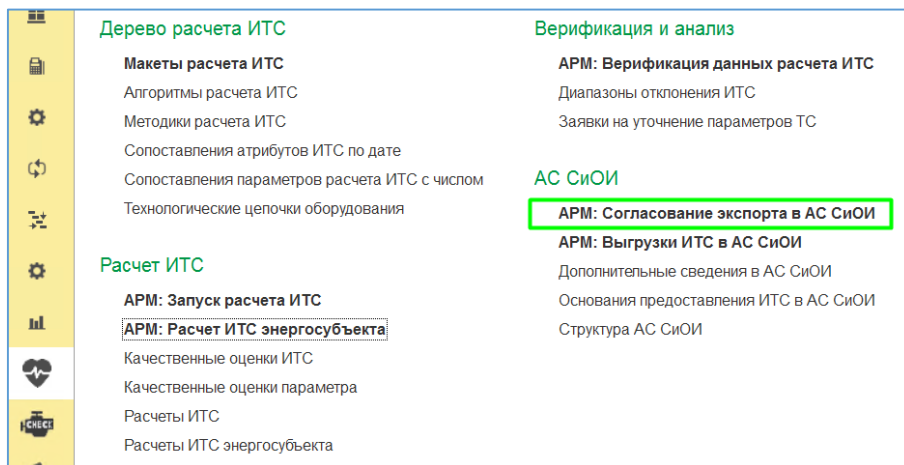 Дерево расчета ИТС
Макеты расчета ИТС
Алгоритмы расчета ИТС
Методики расчета ИТС
Сопоставления атрибутов ИТС по дате
Сопоставления параметров расчета ИТС с числом
Технологические цепочки оборудования
Расчет ИТС
АРМ: Запуск расчета ИТС
АРМ: Расчет ИТС энергосубъекта
Качественные оценки ИТС
Качественные оценки параметра
Расчеты ИТС
Расчеты ИТС энергосубъекта
Верификация и анализ
АРМ: Верификация данных расчета ИТС
Диапазоны отклонения ИТС
Заявки на уточнение параметров ТС
АС СиОИ
АРМ: Согласование экспорта в АС СиОИ
АРМ: Выгрузки ИТС в АС СиОИ
Дополнительные сведения в АС СиОИ
Основания предоставления ИТС в АС СиОИ
Структура АС СиОИ
CHECK